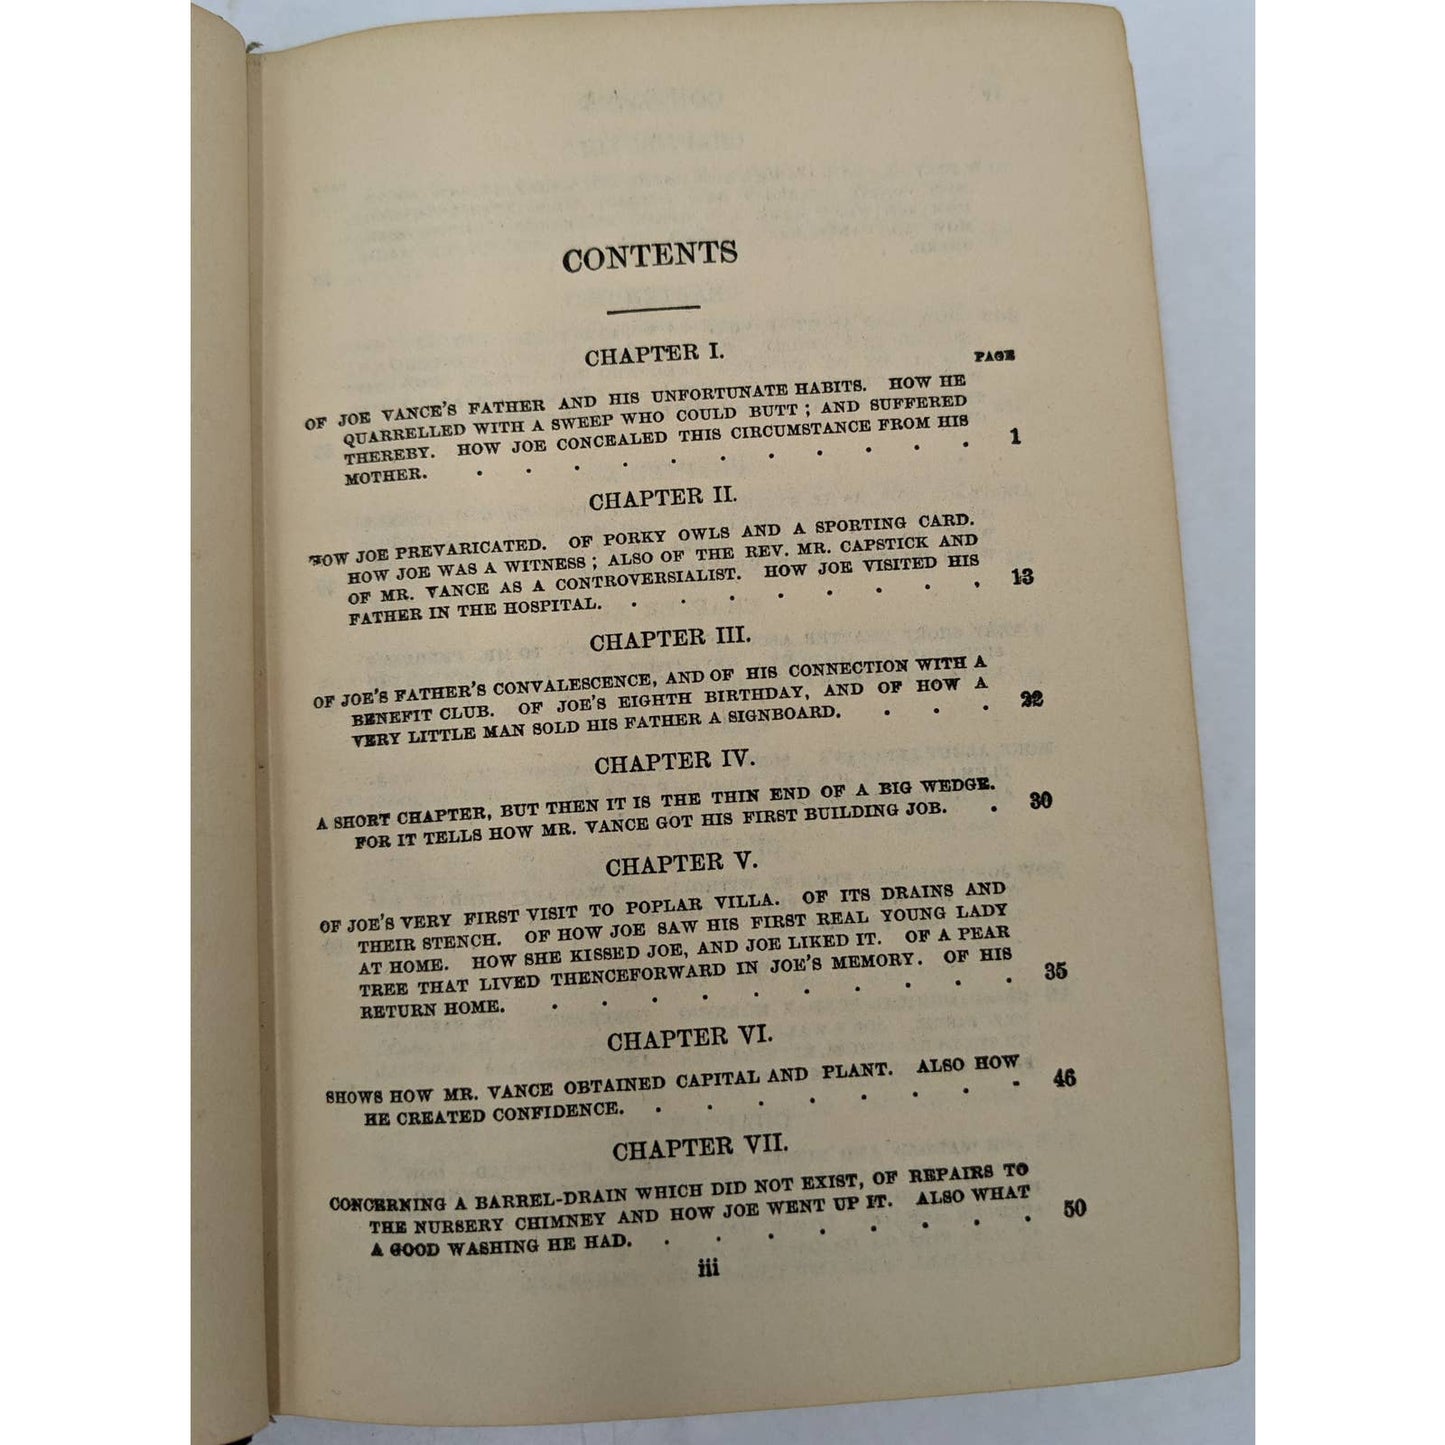 CONTENTS
CHAPTER I.
PAGE
OF JOE VANCE'S FATHER AND HIS UNFORTUNATE HABITS. HOW HE
QUARRELLED WITH A SWEEP WHO COULD BUTT; AND SUFFERED
THEREBY. HOW JOE CONCEALED THIS CIRCUMSTANCE FROM HIS
MOTHER. . . . . . . . . . . . 1
CHAPTER II.
HOW JOE PREVARICATED. OF PORKY OWLS AND A SPORTING CARD.
HOW JOE WAS A WITNESS; ALSO OF THE REV. MR. CAPSTICK AND
OF MR. VANCE AS A CONTROVERSIALIST. HOW JOE VISITED HIS
FATHER IN THE HOSPITAL. . . . . . . . . 13
CHAPTER III.
OF JOE'S FATHER'S CONVALESCENCE, AND OF HIS CONNECTION WITH A
BENEFIT CLUB. OF JOE'S EIGHTH BIRTHDAY, AND OF HOW A
VERY LITTLE MAN SOLD HIS FATHER A SIGNBOARD. . . . 22
CHAPTER IV.
A SHORT CHAPTER, BUT THEN IT IS THE THIN END OF A BIG WEDGE.
FOR IT TELLS HOW MR. VANCE GOT HIS FIRST BUILDING JOB. . 30
CHAPTER V.
OF JOE'S VERY FIRST VISIT TO POPLAR VILLA. OF ITS DRAINS AND
THEIR STENCH. OF HOW JOE SAW HIS FIRST REAL YOUNG LADY
AT HOME. HOW SHE KISSED JOE, AND JOE LIKED IT. OF A PEAR
TREE THAT LIVED THENCEFORWARD IN JOE'S MEMORY. OF HIS
RETURN HOME. . . . . . . . . . . 35
CHAPTER VI.
SHOWS HOW MR. VANCE OBTAINED CAPITAL AND PLANT. ALSO HOW
HE CREATED CONFIDENCE. . . . . . . . . 46
CHAPTER VII.
CONCERNING A BARREL-DRAIN WHICH DID NOT EXIST, OF REPAIRS TO
THE NURSERY CHIMNEY AND HOW JOE WENT UP IT. ALSO WHAT
A GOOD WASHING HE HAD. . . . . . . . . 50
iii